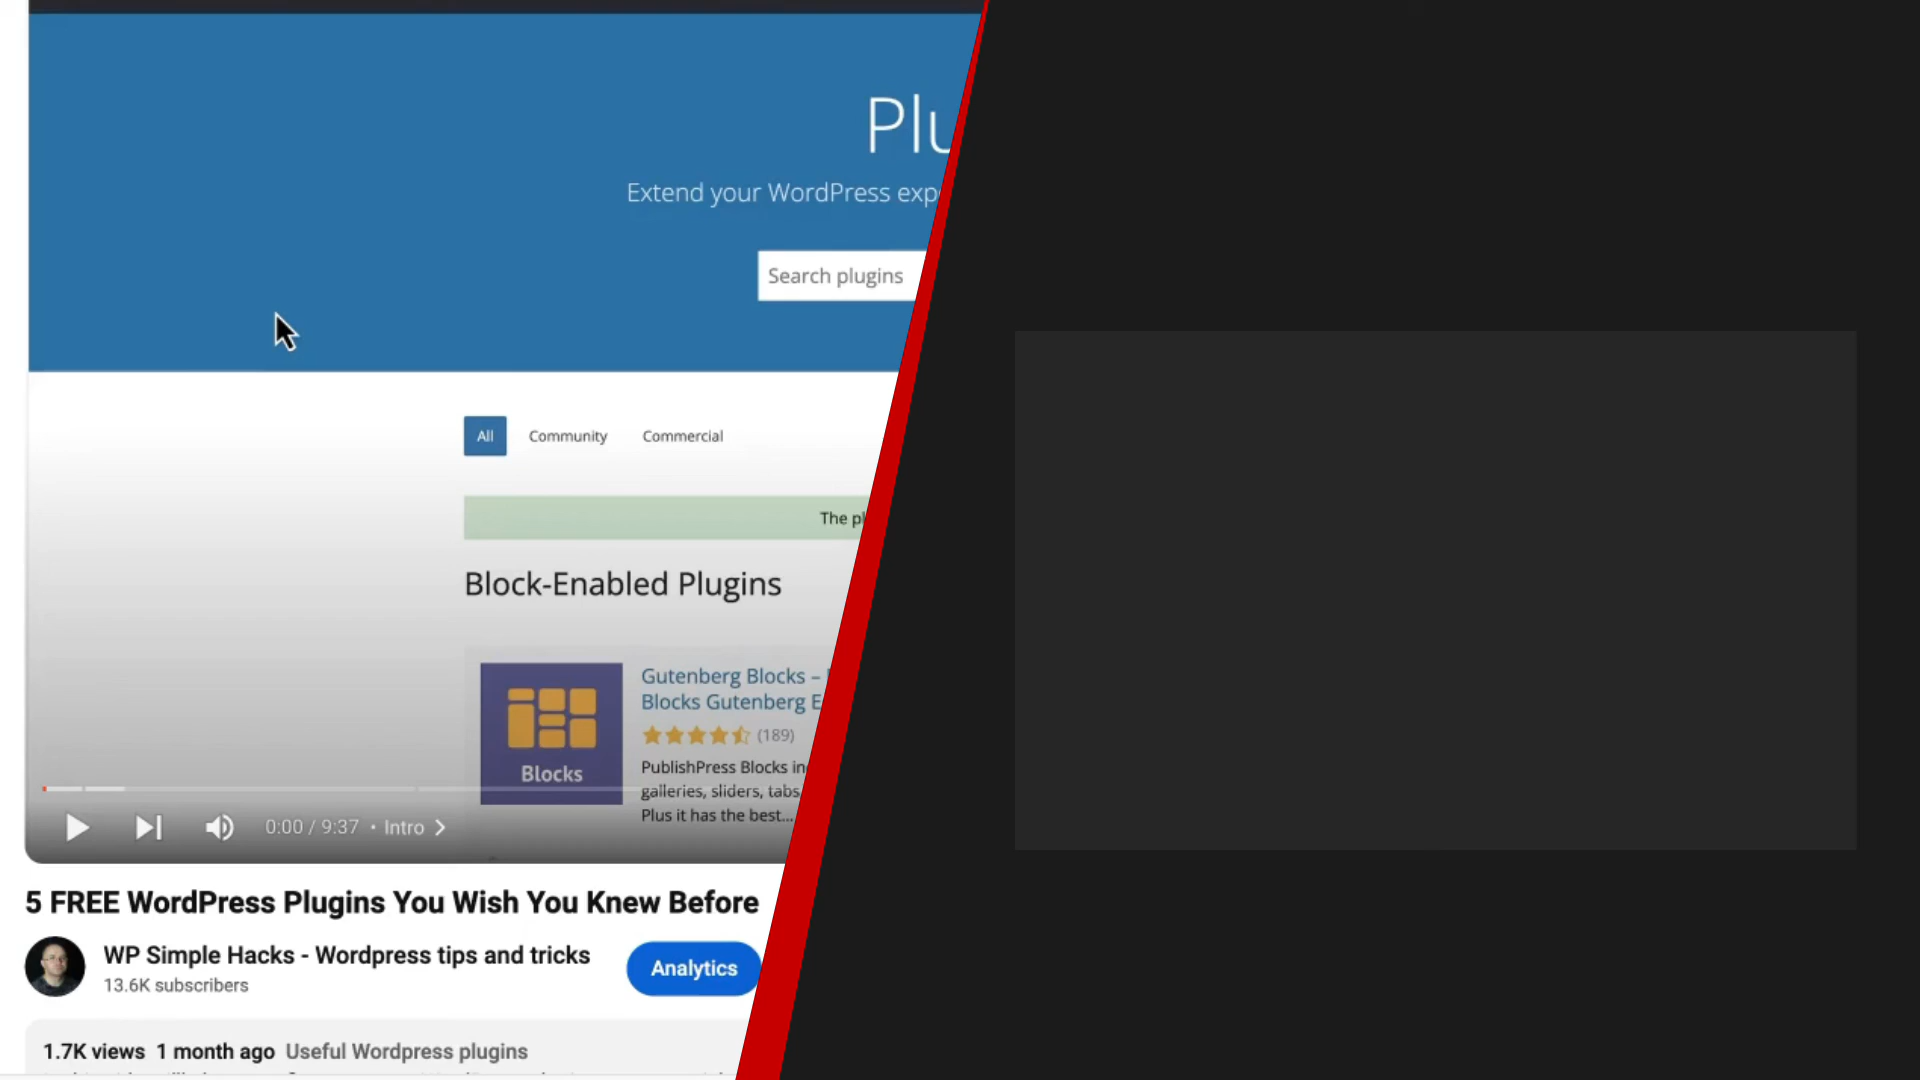 Plu
Extend your WordPress exp
Search plugins
All Community Commercial
The pl
Block-Enabled Plugins
Gutenberg Blocks –
Blocks Gutenberg E
(189)
Blocks
PublishPress Blocks in
galleries, sliders, tabs,
Plus it has the best...
0:00 / 9:37 • Intro
5 FREE WordPress Plugins You Wish You Knew Before
WP Simple Hacks - Wordpress tips and tricks
13.6K subscribers
Analytics
1.7K views 1 month ago Useful Wordpress plugins